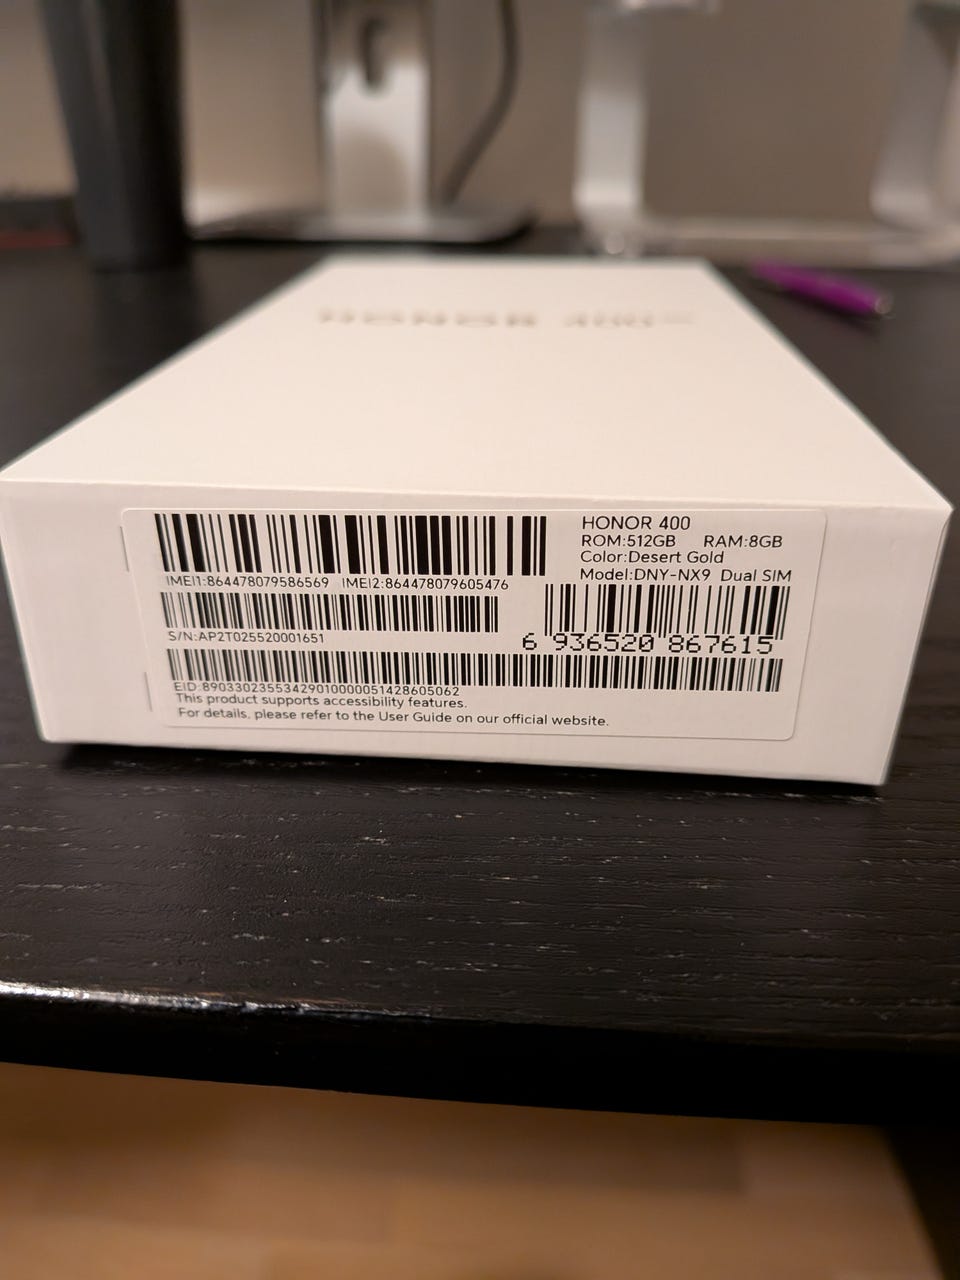 HONOR 400
HONOR 400
ROM:512GB RAM:8GB
Color:Desert Gold
Model:DNY-NX9 Dual SIM
IMEI1:864478079586569 IMEI2:864478079605476
S/N:AP2T025520001651
6 936520 867615
EID:89033023553429010000051428605062
This product supports accessibility features.
For details, please refer to the User Guide on our official website.